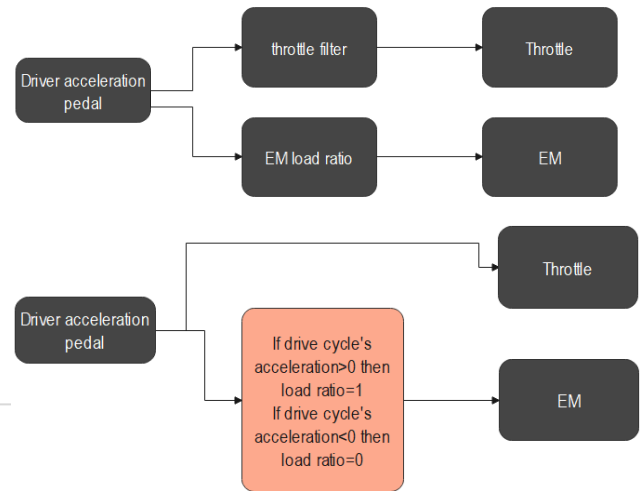 throttle filter
Throttle
Driver acceleration
pedal
EM load ratio
EM
Throttle
Driver acceleration
pedal
If drive cycle's
acceleration>0 then
load ratio=1
If drive cycle's
acceleration<0 then
load ratio=0
EM